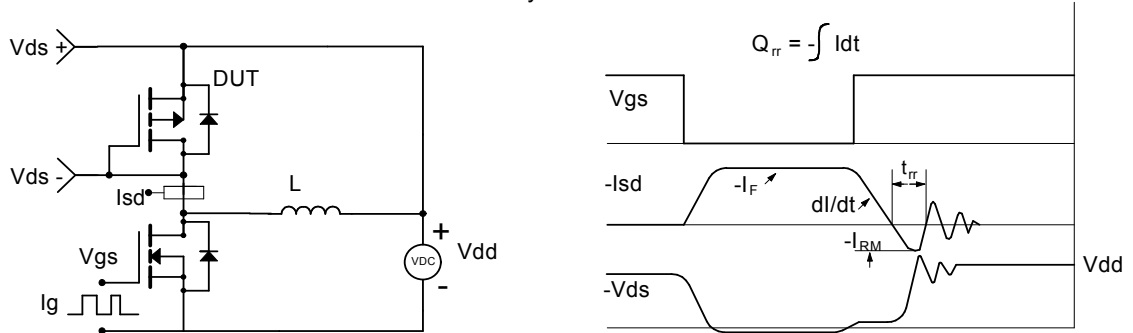 Vds +
DUT
Vds -
Isd
L
Vgs
Ig
+
VDC
-
Vdd
Q_rr = -∫ Idt
Vgs
-Isd
-I_F
dI/dt
t_rr
-I_RM
Vdd
-Vds